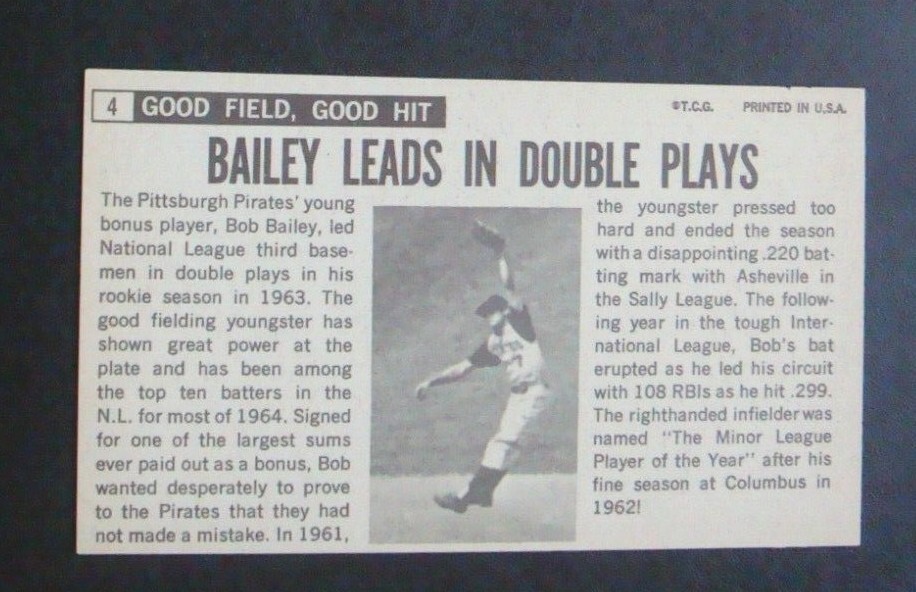 4 GOOD FIELD, GOOD HIT
©T.C.G. PRINTED IN U.S.A.
BAILEY LEADS IN DOUBLE PLAYS
The Pittsburgh Pirates' young
bonus player, Bob Bailey, led
National League third base-
men in double plays in his
rookie season in 1963. The
good fielding youngster has
shown great power at the
plate and has been among
the top ten batters in the
N.L. for most of 1964. Signed
for one of the largest sums
ever paid out as a bonus, Bob
wanted desperately to prove
to the Pirates that they had
not made a mistake. In 1961,
the youngster pressed too
hard and ended the season
with a disappointing .220 bat-
ting mark with Asheville in
the Sally League. The follow-
ing year in the tough Inter-
national League, Bob's bat
erupted as he led his circuit
with 108 RBIs as he hit .299.
The righthanded infielder was
named "The Minor League
Player of the Year" after his
fine season at Columbus in
1962!